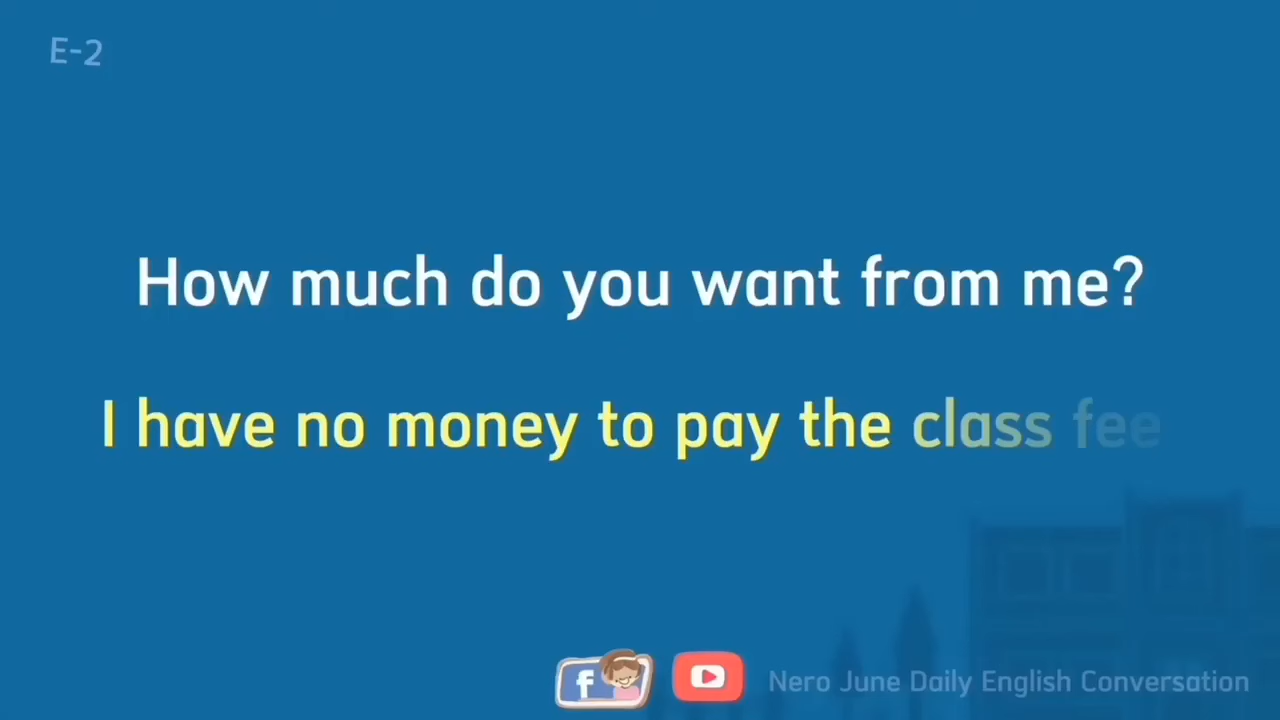 E-2
How much do you want from me?
I have no money to pay the class fee
f
Nero June Daily English Conversation